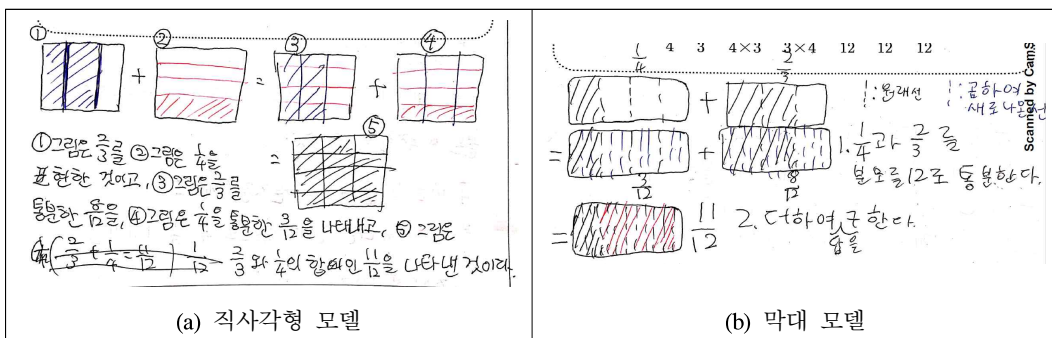 ① ② ③ ④
+ = +
= ⑤
①그림은 2/3를 ②그림은 1/4을
표현한 것이고, ③그림은 2/3를
통분한 8/12을, ④그림은 1/4을 통분한 3/12을 나타내고, ⑤그림은
(2/3 + 1/4 = 11/12) 1/12 2/3와 1/4의 합인 11/12을 나타낸 것이다.
(a) 직사각형 모델
4 3 4×3 3×4 12 12 12
1/4 2/3
+ :원래선 :곱하여
새로 나온 선
= + 1. 1/4과 2/3를
3/12 8/12 분모를 12로 통분한다.
= 11/12 2. 더하여 답을 구한다.
(b) 막대 모델
Scanned by CamS